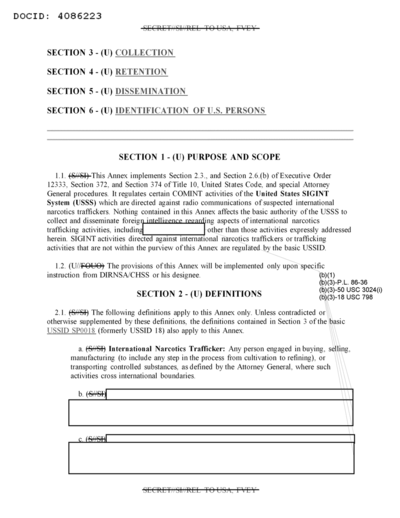 DOCID: 4086223
SECRET//SI//REL TO USA, FVEY
SECTION 3 - (U) COLLECTION
SECTION 4 - (U) RETENTION
SECTION 5 - (U) DISSEMINATION
SECTION 6 - (U) IDENTIFICATION OF U.S. PERSONS
SECTION 1 - (U) PURPOSE AND SCOPE
1.1. (S//SI) This Annex implements Section 2.3., and Section 2.6.(b) of Executive Order
12333, Section 372, and Section 374 of Title 10, United States Code, and special Attorney
General procedures. It regulates certain COMINT activities of the United States SIGINT
System (USSS) which are directed against radio communications of suspected international
narcotics traffickers. Nothing contained in this Annex affects the basic authority of the USSS to
collect and disseminate foreign intelligence regarding aspects of international narcotics
trafficking activities, including other than those activities expressly addressed
herein. SIGINT activities directed against international narcotics traffickers or trafficking
activities that are not within the purview of this Annex are regulated by the basic USSID.
1.2. (U//FOUO) The provisions of this Annex will be implemented only upon specific
instruction from DIRNSA/CHSS or his designee.
(b)(1)
(b)(3)-P.L. 86-36
(b)(3)-50 USC 3024(i)
(b)(3)-18 USC 798
SECTION 2 - (U) DEFINITIONS
2.1. (S//SI) The following definitions apply to this Annex only. Unless contradicted or
otherwise supplemented by these definitions, the definitions contained in Section 3 of the basic
USSID SP0018 (formerly USSID 18) also apply to this Annex.
a. (S//SI) International Narcotics Trafficker: Any person engaged in buying, selling,
manufacturing (to include any step in the process from cultivation to refining), or
transporting controlled substances, as defined by the Attorney General, where such
activities cross international boundaries.
b. (S//SI)
c. (S//SI)
SECRET//SI//REL TO USA, FVEY